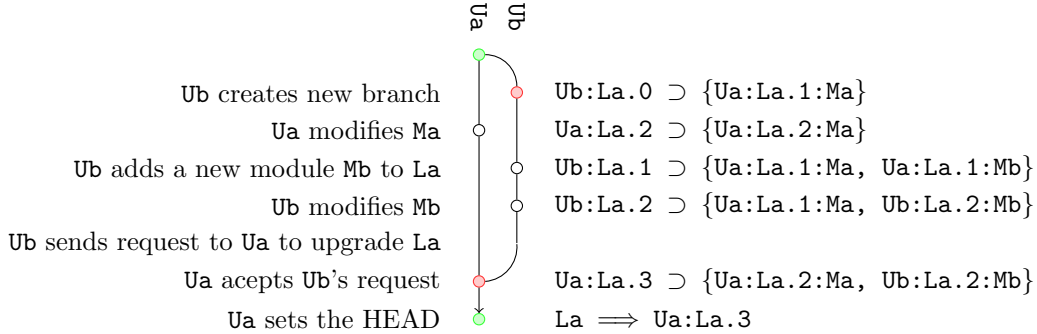 Ua Ub
Ub creates new branch Ub:La.0 ⊃ {Ua:La.1:Ma}
Ua modifies Ma Ua:La.2 ⊃ {Ua:La.2:Ma}
Ub adds a new module Mb to La Ub:La.1 ⊃ {Ua:La.1:Ma, Ua:La.1:Mb}
Ub modifies Mb Ub:La.2 ⊃ {Ua:La.1:Ma, Ub:La.2:Mb}
Ub sends request to Ua to upgrade La
Ua acepts Ub's request Ua:La.3 ⊃ {Ua:La.2:Ma, Ub:La.2:Mb}
Ua sets the HEAD La ⟹ Ua:La.3